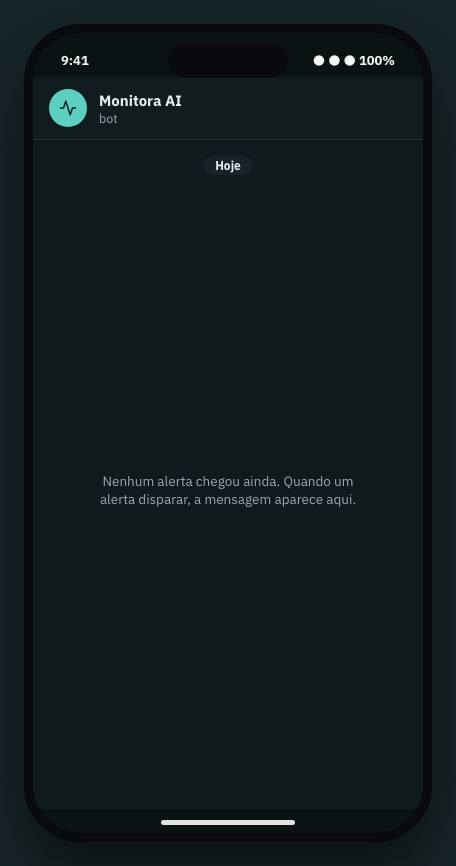 9:41
100%
Monitora AI
bot
Hoje
Nenhum alerta chegou ainda. Quando um
alerta disparar, a mensagem aparece aqui.